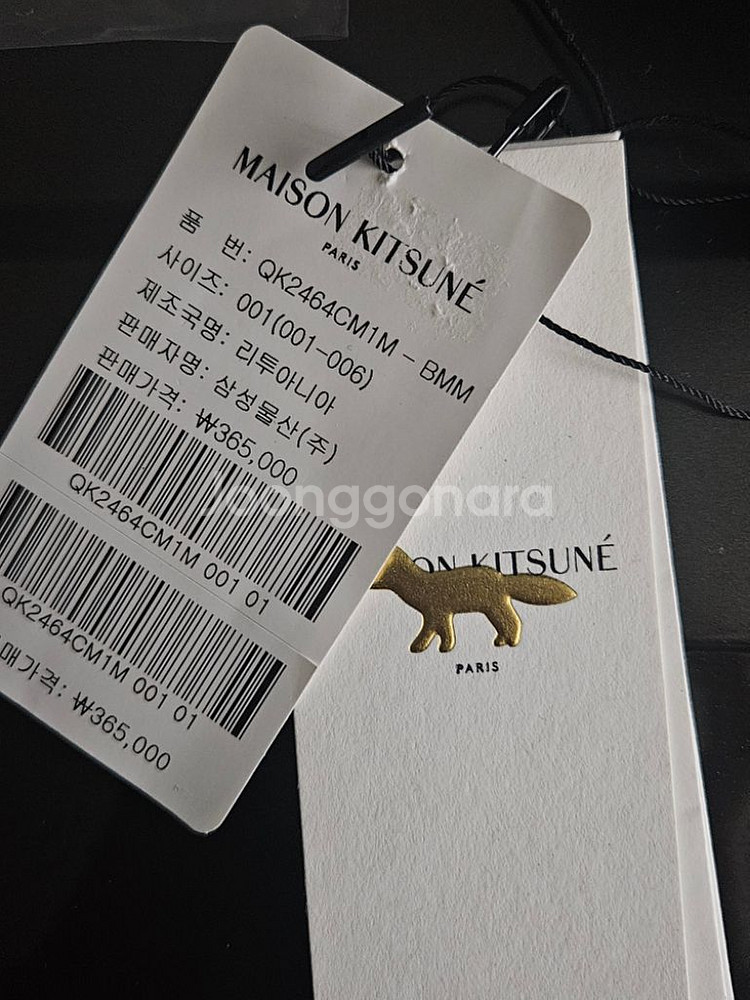 MAISON KITSUNÉ
PARIS
품 번: QK2464CM1M - BMM
사이즈: 001(001-006)
제조국명: 리투아니아
판매자명: 삼성물산(주)
판매가격: ₩365,000
QK2464CM1M 001 01
QK2464CM1M 001 01
매가격: ₩365,000
ON KITSUNÉ
PARIS
joonggonara